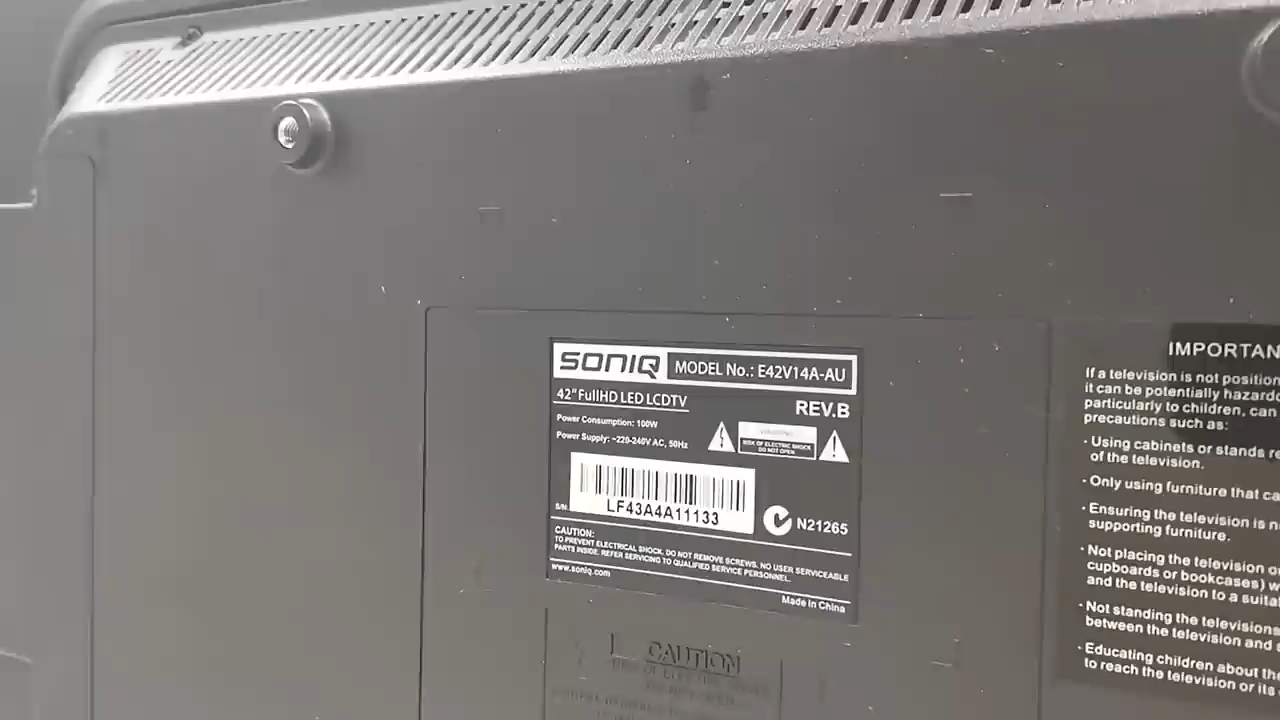 SONIQ MODEL No.: E42V14A-AU
42" FullHD LED LCDTV
REV.B
Power Consumption: 100W
Power Supply: ~220-240V AC, 50Hz
RISK OF ELECTRIC SHOCK
DO NOT OPEN
S/N:
LF43A4A11133
N21265
CAUTION:
TO PREVENT ELECTRICAL SHOCK, DO NOT REMOVE SCREWS. NO USER SERVICEABLE
PARTS INSIDE. REFER SERVICING TO QUALIFIED SERVICE PERSONNEL.
www.soniq.com
Made in China
CAUTION
IMPORTAN
If a television is not position
it can be potentially hazardo
particularly to children, can
precautions such as:
· Using cabinets or stands re
of the television.
· Only using furniture that ca
· Ensuring the television is n
supporting furniture.
· Not placing the television o
cupboards or bookcases) w
and the television to a suita
· Not standing the televisions
between the television and s
· Educating children about the
to reach the television or its